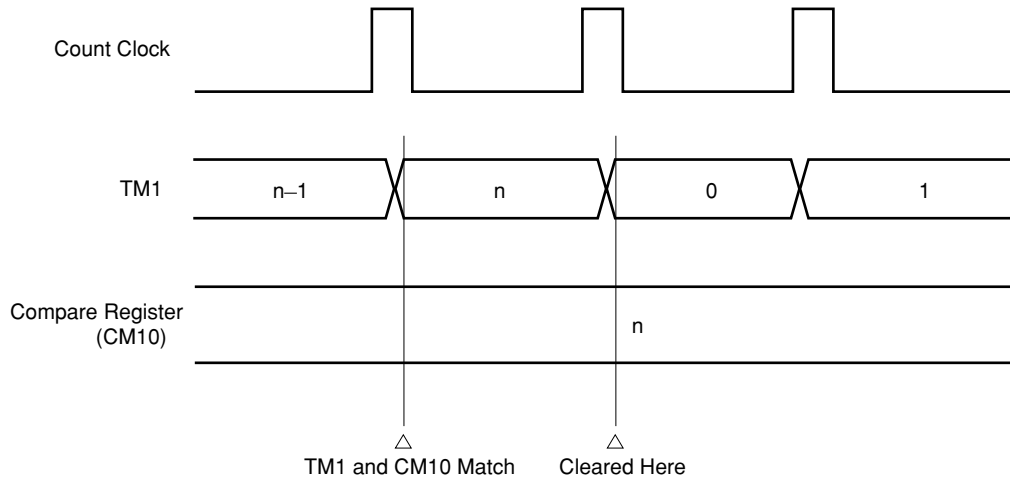 Count Clock
TM1
n–1
n
0
1
Compare Register
(CM10)
n
TM1 and CM10 Match
Cleared Here